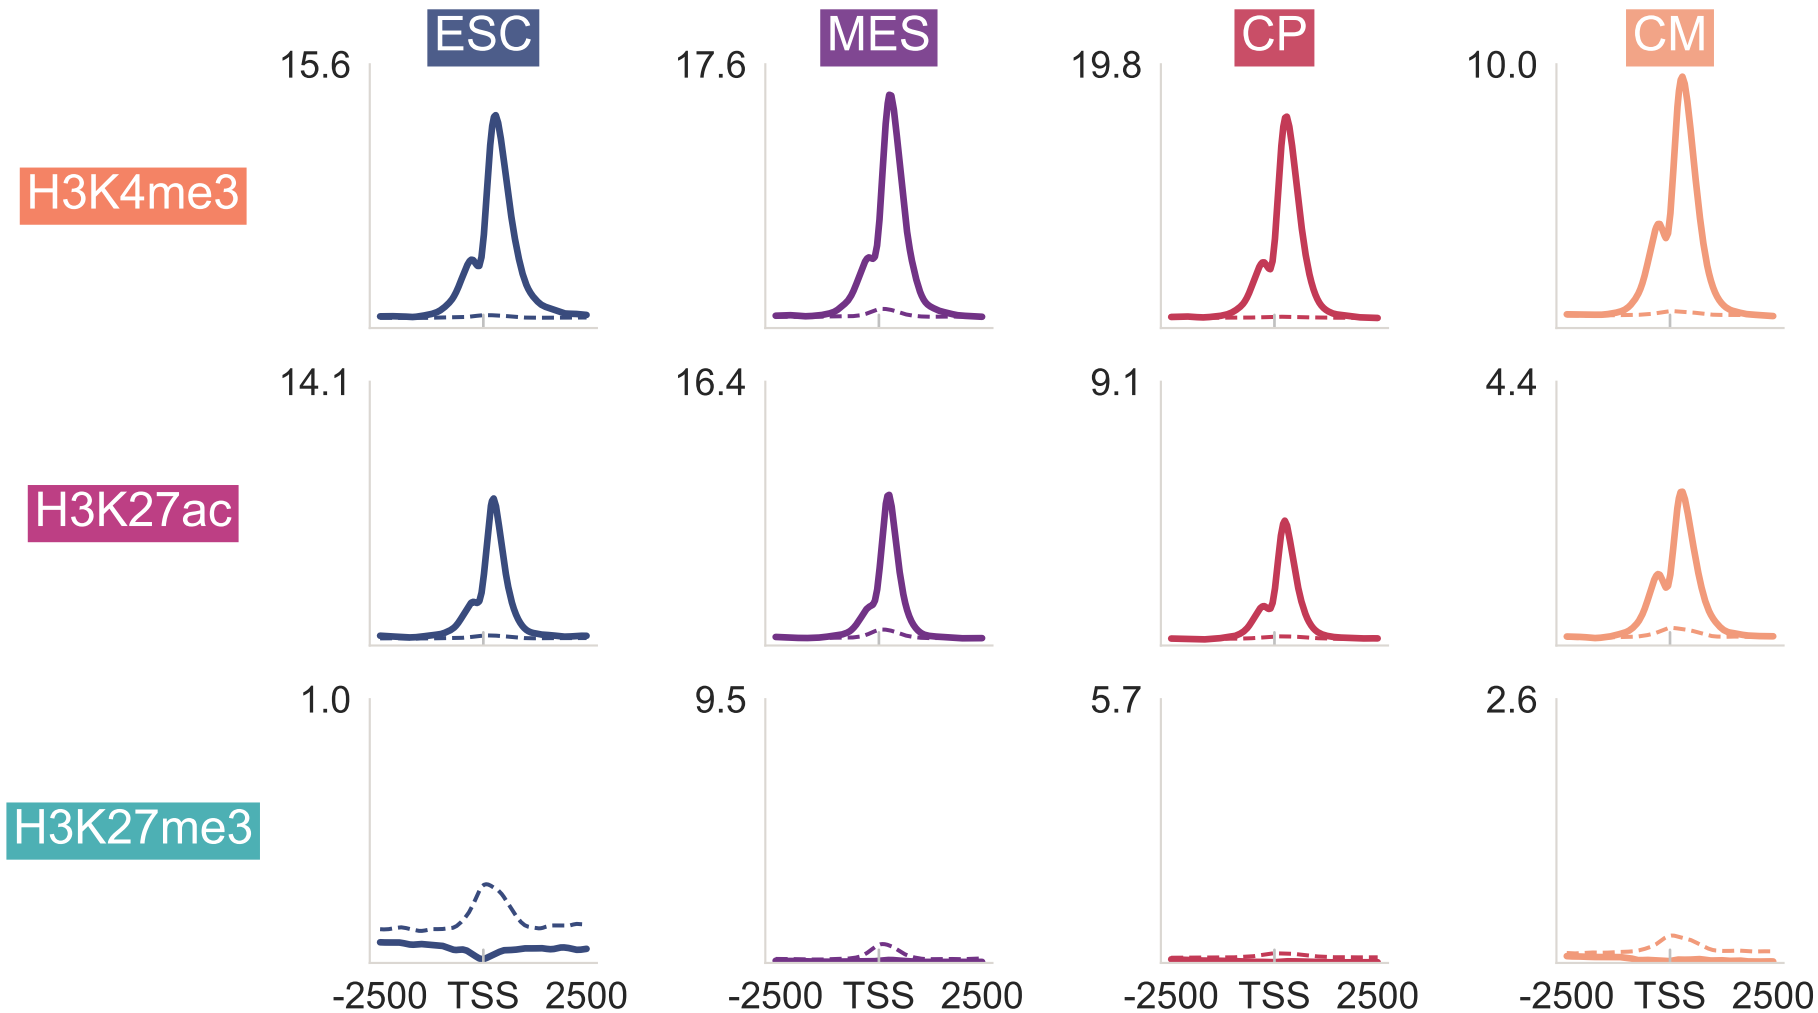 ESC MES CP CM
15.6 17.6 19.8 10.0
H3K4me3
14.1 16.4 9.1 4.4
H3K27ac
1.0 9.5 5.7 2.6
H3K27me3
-2500 TSS 2500 -2500 TSS 2500 -2500 TSS 2500 -2500 TSS 2500